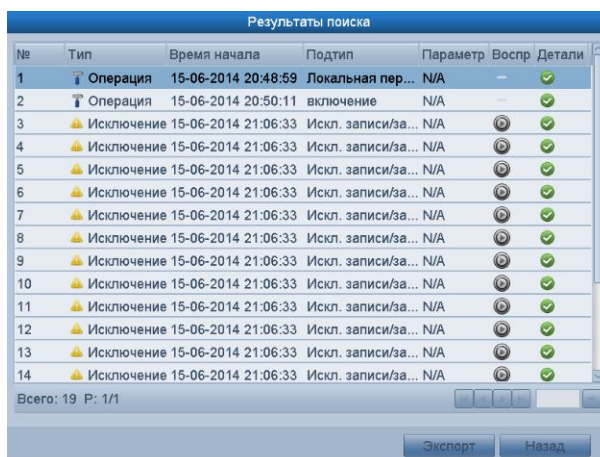 Результаты поиска
№ Тип Время начала Подтип Параметр Воспр Детали
1 Операция 15-06-2014 20:48:59 Локальная пер... N/A —
2 Операция 15-06-2014 20:50:11 включение N/A —
3 Исключение 15-06-2014 21:06:33 Искл. записи/за... N/A
4 Исключение 15-06-2014 21:06:33 Искл. записи/за... N/A
5 Исключение 15-06-2014 21:06:33 Искл. записи/за... N/A
6 Исключение 15-06-2014 21:06:33 Искл. записи/за... N/A
7 Исключение 15-06-2014 21:06:33 Искл. записи/за... N/A
8 Исключение 15-06-2014 21:06:33 Искл. записи/за... N/A
9 Исключение 15-06-2014 21:06:33 Искл. записи/за... N/A
10 Исключение 15-06-2014 21:06:33 Искл. записи/за... N/A
11 Исключение 15-06-2014 21:06:33 Искл. записи/за... N/A
12 Исключение 15-06-2014 21:06:33 Искл. записи/за... N/A
13 Исключение 15-06-2014 21:06:33 Искл. записи/за... N/A
14 Исключение 15-06-2014 21:06:33 Искл. записи/за... N/A
Всего: 19 P: 1/1
Экспорт Назад